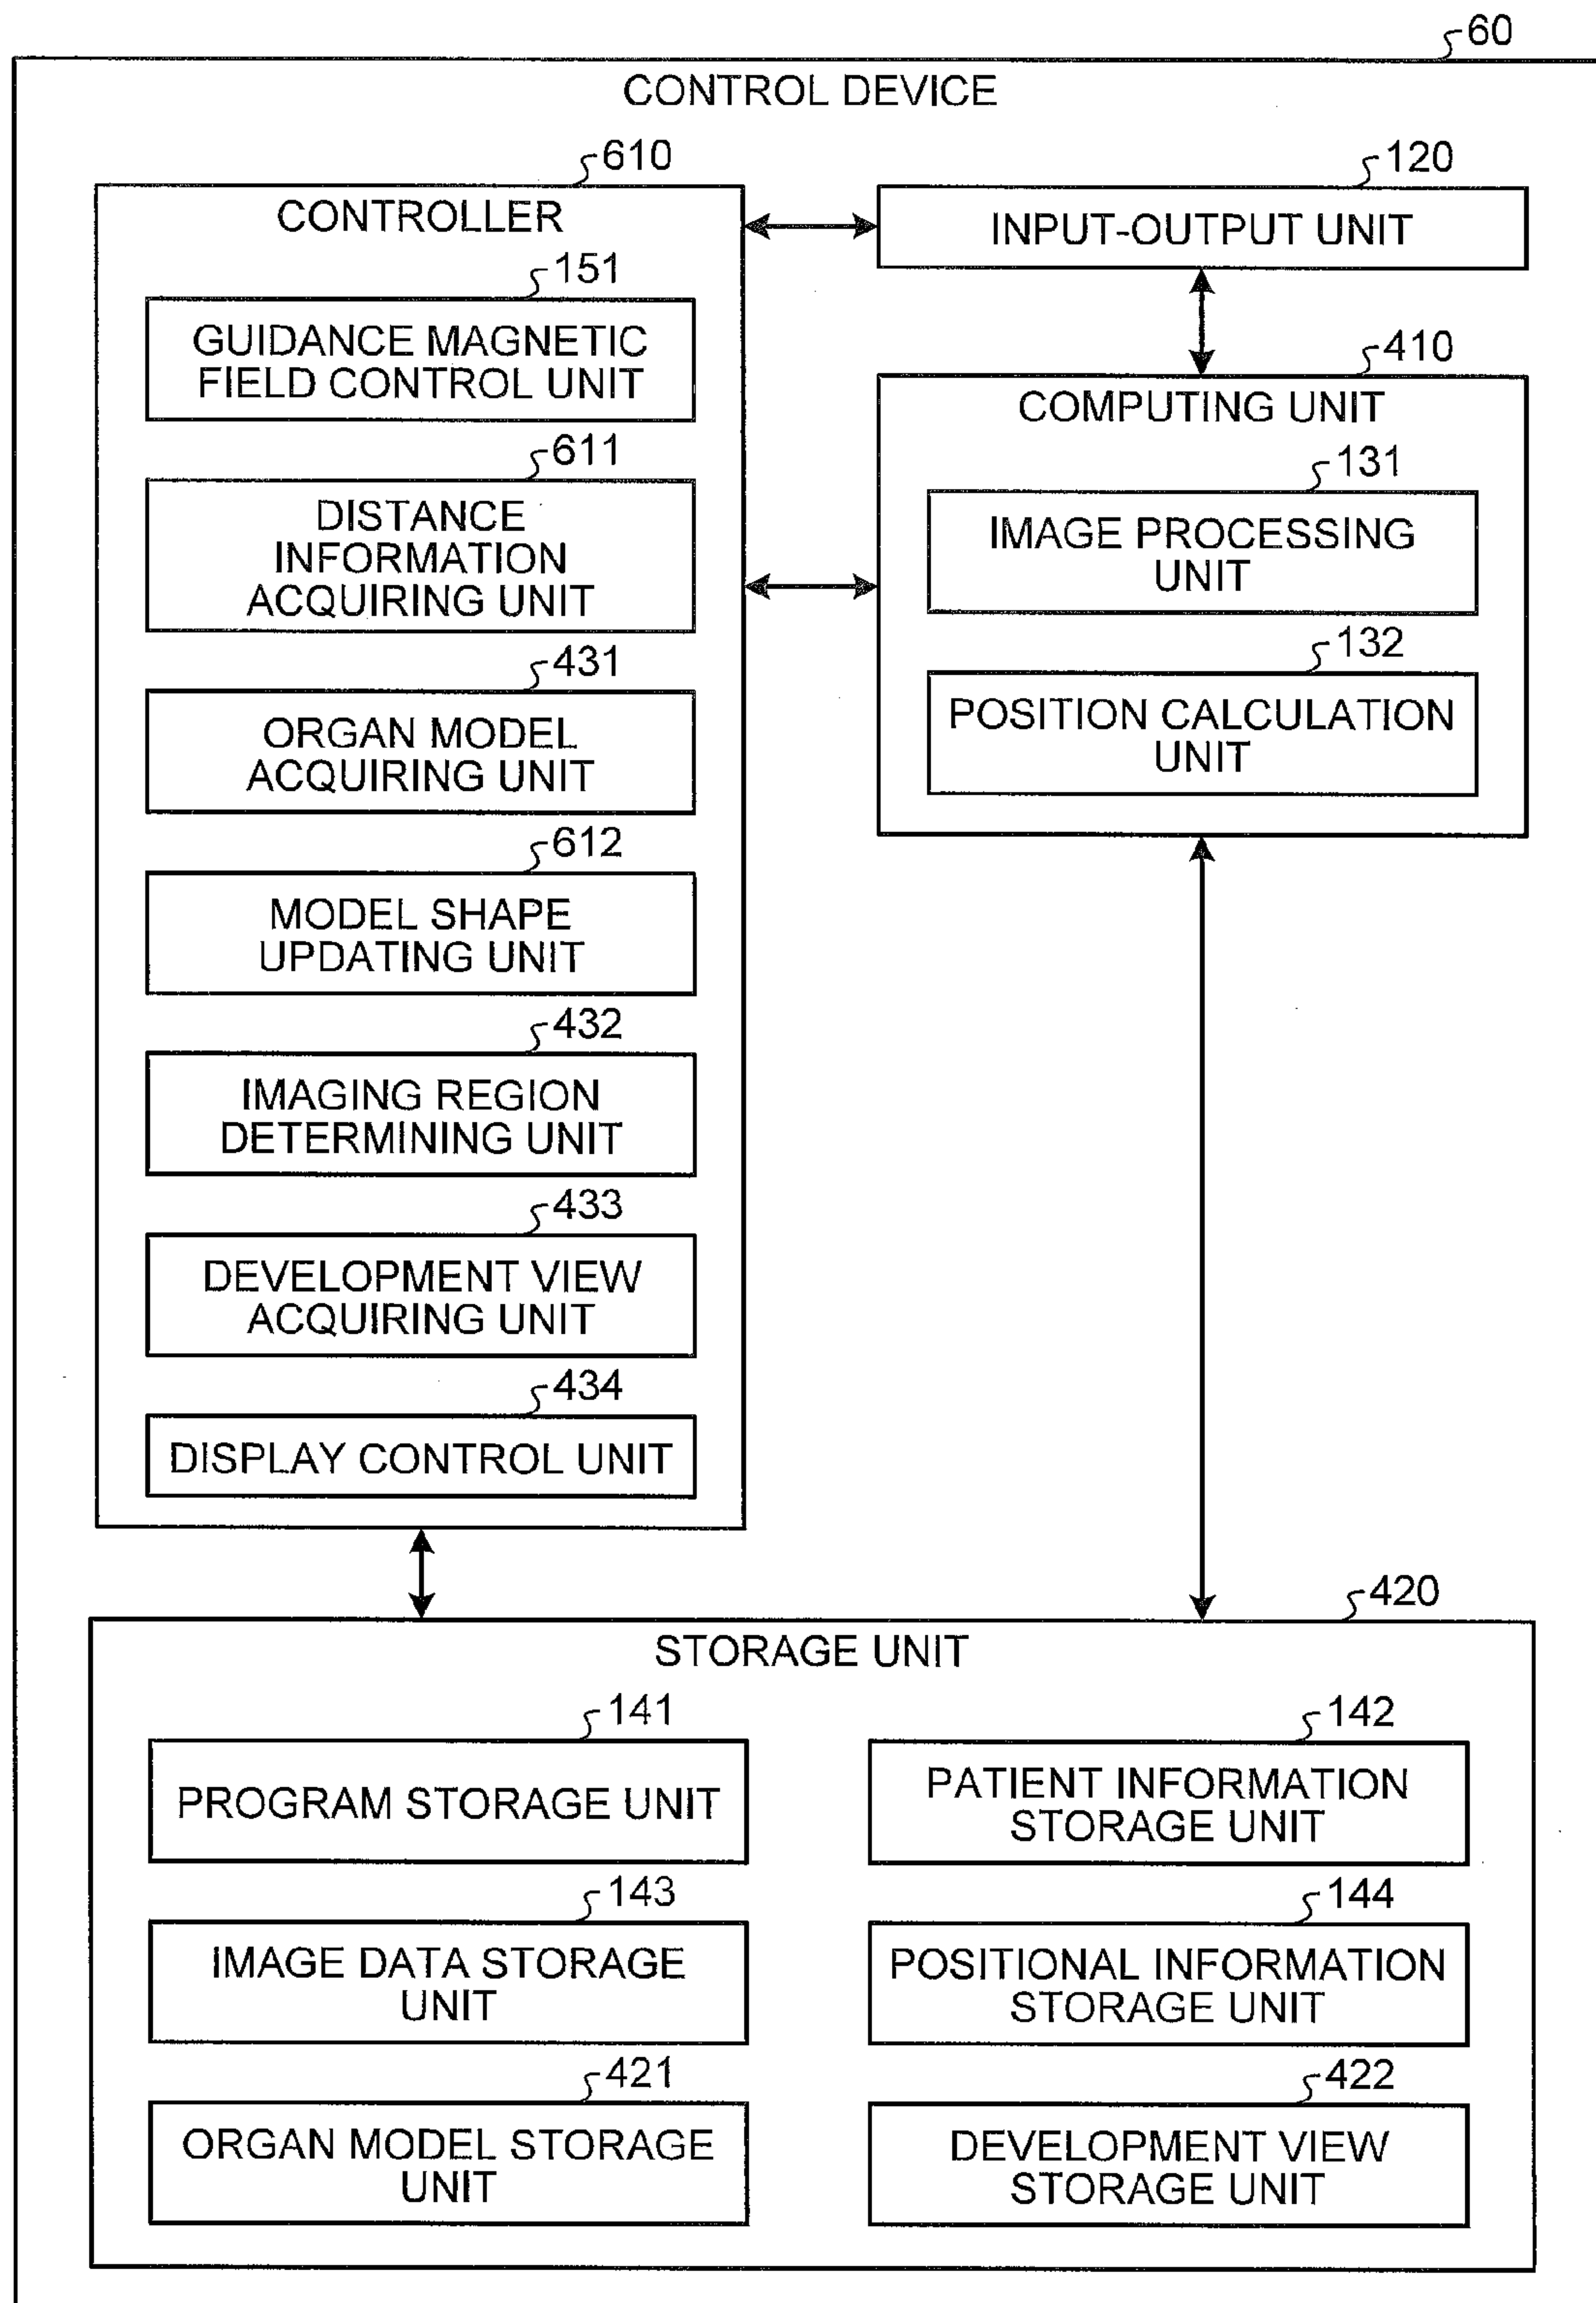 60
CONTROL DEVICE
610
CONTROLLER
151
GUIDANCE MAGNETIC
FIELD CONTROL UNIT
611
DISTANCE
INFORMATION
ACQUIRING UNIT
431
ORGAN MODEL
ACQUIRING UNIT
612
MODEL SHAPE
UPDATING UNIT
432
IMAGING REGION
DETERMINING UNIT
433
DEVELOPMENT VIEW
ACQUIRING UNIT
434
DISPLAY CONTROL UNIT
120
INPUT-OUTPUT UNIT
410
COMPUTING UNIT
131
IMAGE PROCESSING
UNIT
132
POSITION CALCULATION
UNIT
420
STORAGE UNIT
141
PROGRAM STORAGE UNIT
142
PATIENT INFORMATION
STORAGE UNIT
143
IMAGE DATA STORAGE
UNIT
144
POSITIONAL INFORMATION
STORAGE UNIT
421
ORGAN MODEL STORAGE
UNIT
422
DEVELOPMENT VIEW
STORAGE UNIT